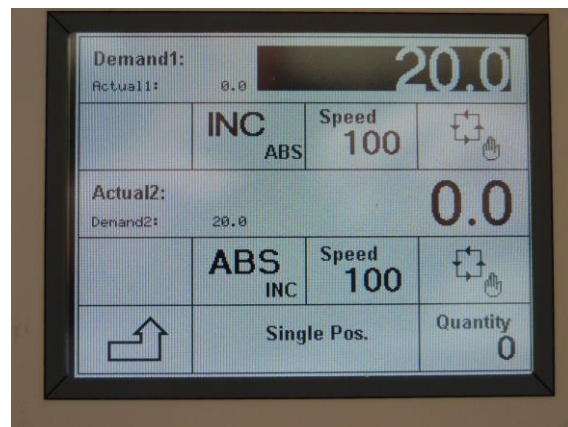 Demand1: 20.0
Actual1: 0.0
INC ABS Speed 100
Actual2: 0.0
Demand2: 20.0
ABS INC Speed 100
Single Pos. Quantity 0